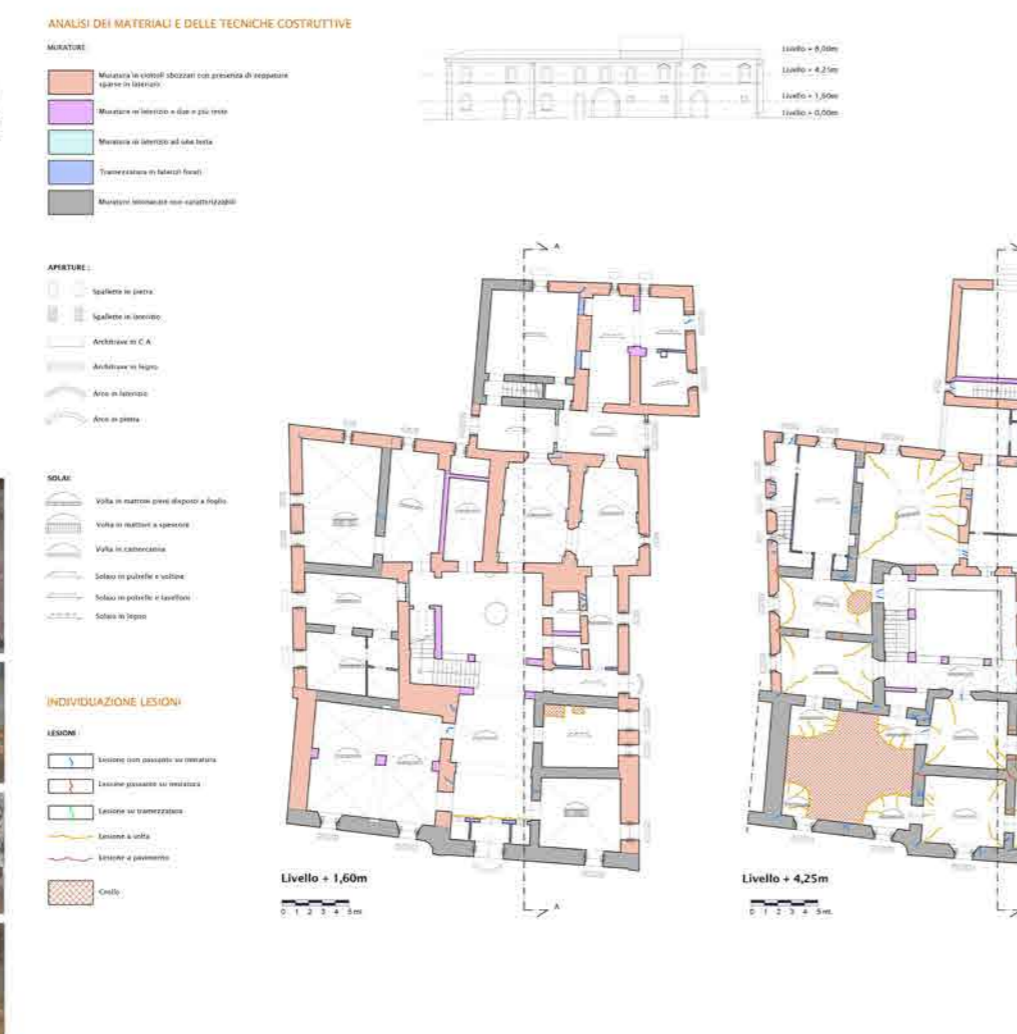 ANALISI DEI MATERIALI E DELLE TECNICHE COSTRUTTIVE
MURATURE
Muratura in ciottoli sbozzati con presenza di zeppature
sparse in laterizio
Muratura in laterizio a due o più teste
Muratura in laterizio ad una testa
Tramezzatura in laterizi forati
Murature intonacate non caratterizzabili
Livello + 8,00m
Livello + 4,25m
Livello + 1,60m
Livello + 0,00m
APERTURE :
Spallette in pietra
Spallette in laterizio
Architrave in C A
Architrave in legno
Arco in laterizio
Arco in pietra
SOLAI:
Volta in mattoni pieni disposti a foglio
Volta in mattoni a spessore
Volta in camorcanna
Solaio in putrelle e voltine
Solaio in putrelle e tavelloni
Solaio in legno
INDIVIDUAZIONE LESIONI
LESIONI
Lesione non passante su muratura
Lesione passante su muratura
Lesione su tramezzatura
Lesione a volta
Lesione a pavimento
Crollo
A
Livello + 1,60m
0 1 2 3 4 5m
A
Livello + 4,25m
0 1 2 3 4 5m